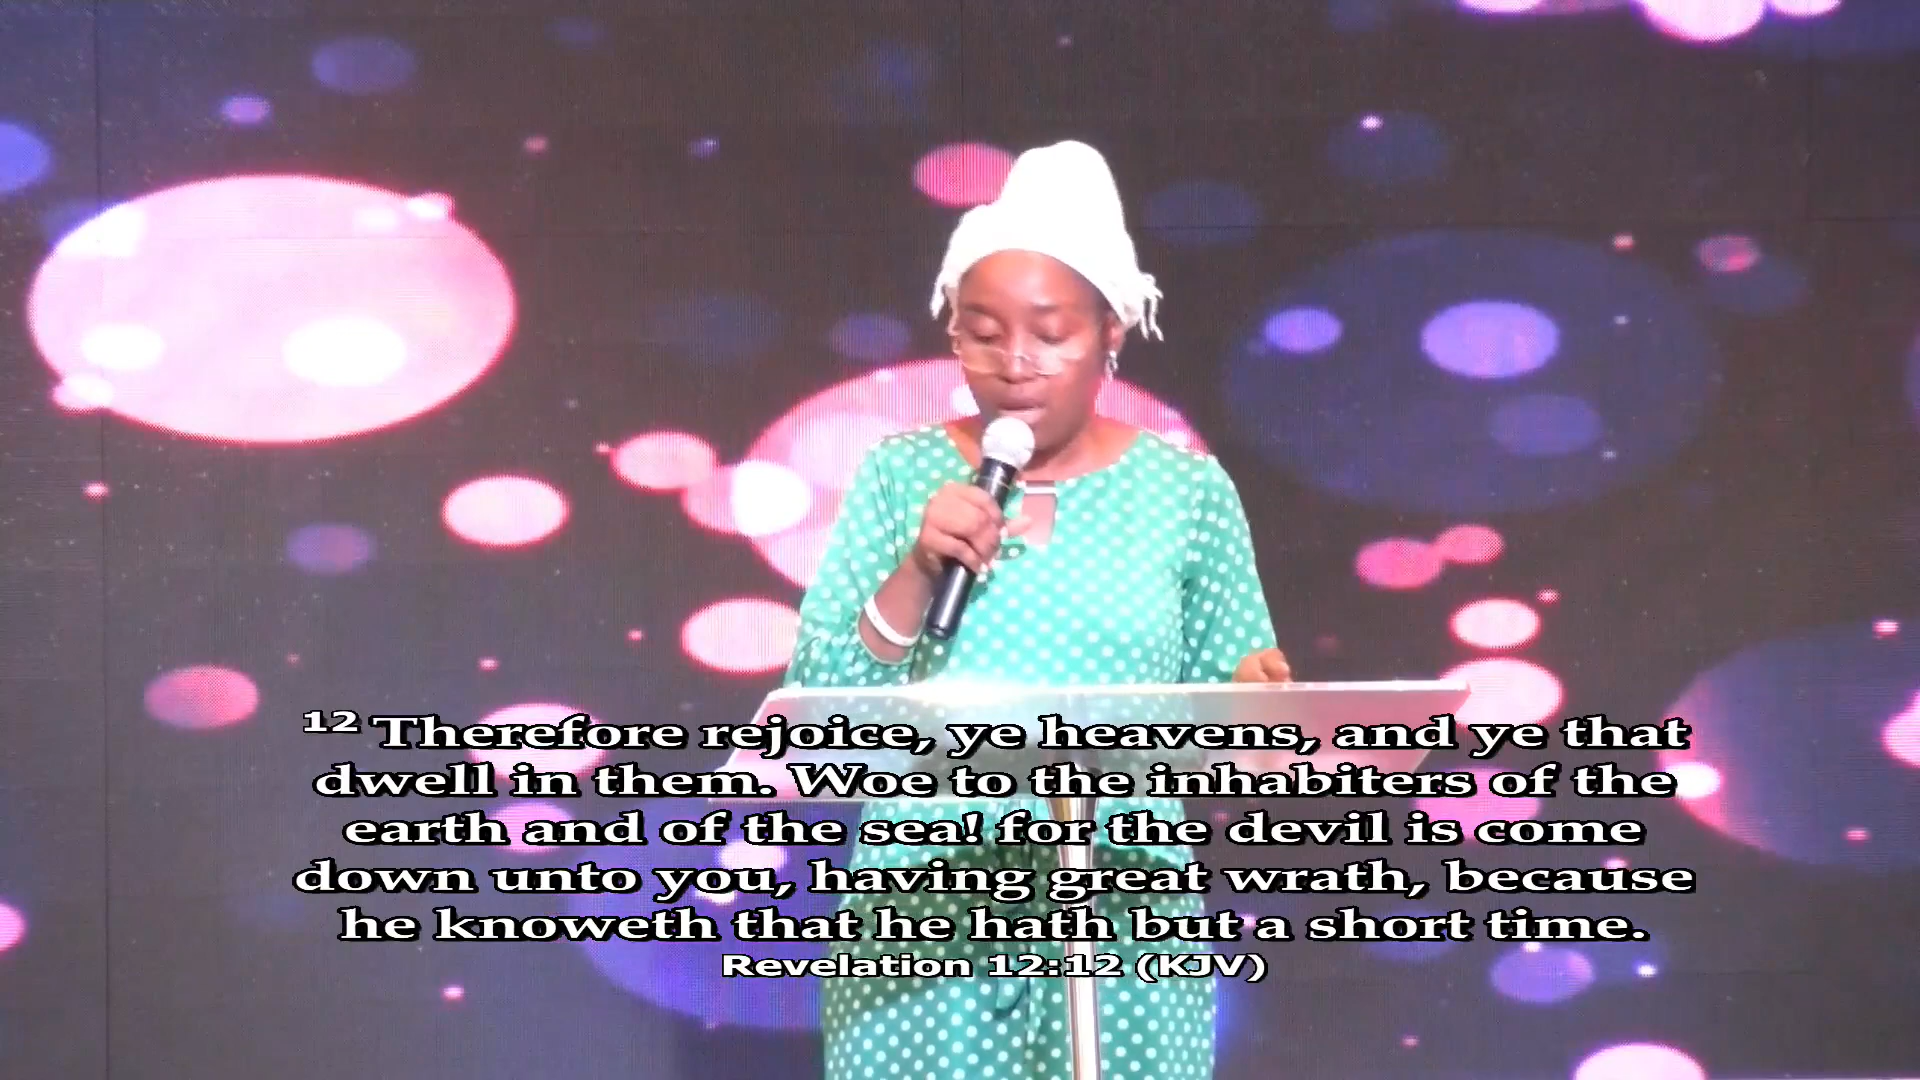 12 Therefore rejoice, ye heavens, and ye that
dwell in them. Woe to the inhabiters of the
earth and of the sea! for the devil is come
down unto you, having great wrath, because
he knoweth that he hath but a short time.
Revelation 12:12 (KJV)